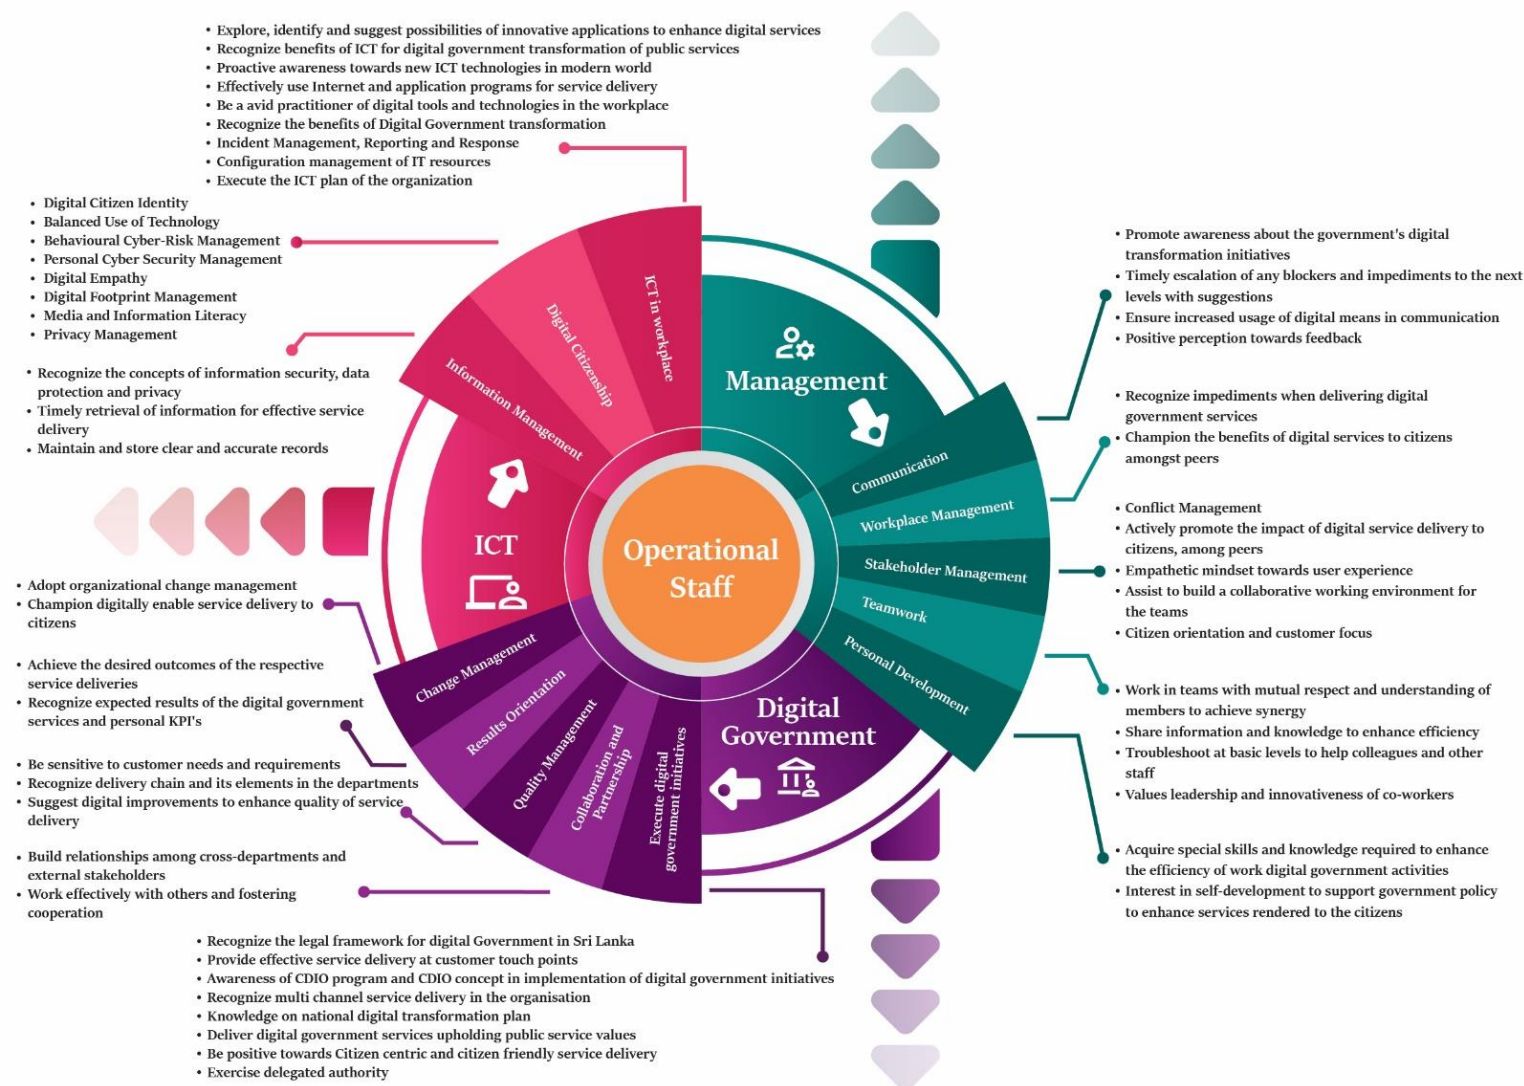 • Explore, identify and suggest possibilities of innovative applications to enhance digital services
• Recognize benefits of ICT for digital government transformation of public services
• Proactive awareness towards new ICT technologies in modern world
• Effectively use Internet and application programs for service delivery
• Be a avid practitioner of digital tools and technologies in the workplace
• Recognize the benefits of Digital Government transformation
• Incident Management, Reporting and Response
• Configuration management of IT resources
• Execute the ICT plan of the organization
• Digital Citizen Identity
• Balanced Use of Technology
• Behavioural Cyber-Risk Management
• Personal Cyber Security Management
• Digital Empathy
• Digital Footprint Management
• Media and Information Literacy
• Privacy Management
• Recognize the concepts of information security, data
protection and privacy
• Timely retrieval of information for effective service
delivery
• Maintain and store clear and accurate records
ICT in workplace
Digital Citizenship
Information Management
ICT
Management
Communication
Workplace Management
Stakeholder Management
Teamwork
Personal Development
Operational
Staff
Digital
Government
Change Management
Results Orientation
Quality Management
Collaboration and
Partnership
Execute digital
government initiatives
• Promote awareness about the government's digital
transformation initiatives
• Timely escalation of any blockers and impediments to the next
levels with suggestions
• Ensure increased usage of digital means in communication
• Positive perception towards feedback
• Recognize impediments when delivering digital
government services
• Champion the benefits of digital services to citizens
amongst peers
• Conflict Management
• Actively promote the impact of digital service delivery to
citizens, among peers
• Empathetic mindset towards user experience
• Assist to build a collaborative working environment for
the teams
• Citizen orientation and customer focus
• Work in teams with mutual respect and understanding of
members to achieve synergy
• Share information and knowledge to enhance efficiency
• Troubleshoot at basic levels to help colleagues and other
staff
• Values leadership and innovativeness of co-workers
• Acquire special skills and knowledge required to enhance
the efficiency of work digital government activities
• Interest in self-development to support government policy
to enhance services rendered to the citizens
• Adopt organizational change management
• Champion digitally enable service delivery to
citizens
• Achieve the desired outcomes of the respective
service deliveries
• Recognize expected results of the digital government
services and personal KPI's
• Be sensitive to customer needs and requirements
• Recognize delivery chain and its elements in the departments
• Suggest digital improvements to enhance quality of service
delivery
• Build relationships among cross-departments and
external stakeholders
• Work effectively with others and fostering
cooperation
• Recognize the legal framework for digital Government in Sri Lanka
• Provide effective service delivery at customer touch points
• Awareness of CDIO program and CDIO concept in implementation of digital government initiatives
• Recognize multi channel service delivery in the organisation
• Knowledge on national digital transformation plan
• Deliver digital government services upholding public service values
• Be positive towards Citizen centric and citizen friendly service delivery
• Exercise delegated authority